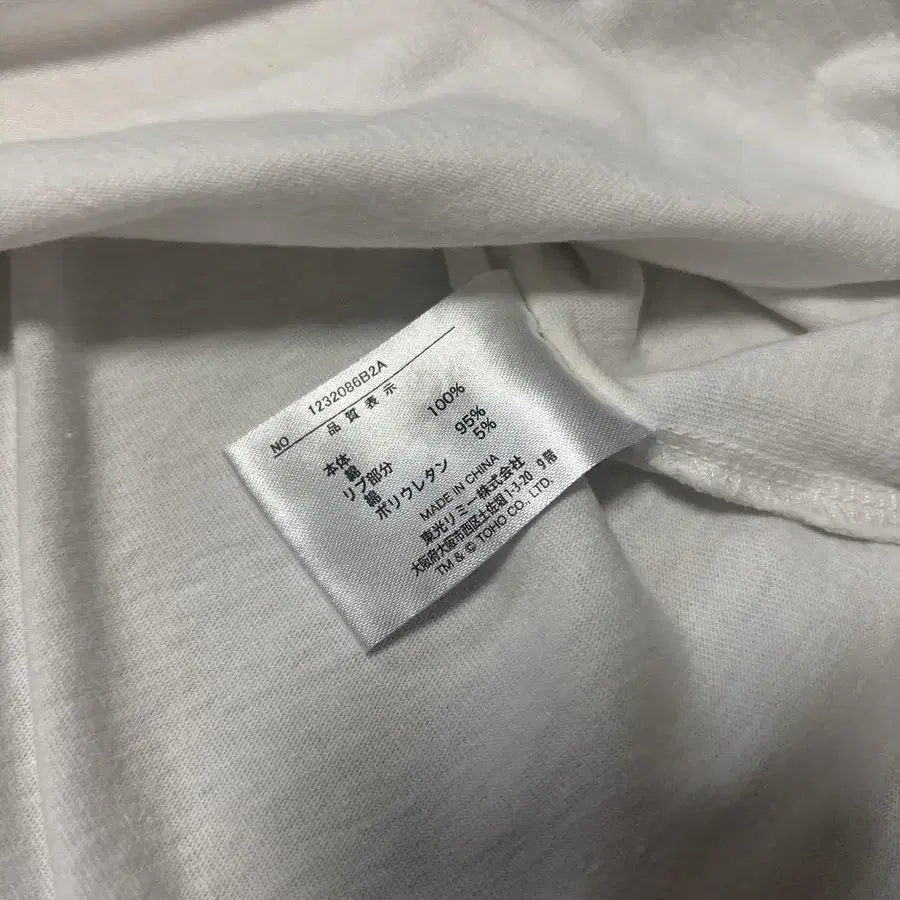 NO 1232086B2A
品質表示
本体
綿 100%
リブ部分
綿 95%
ポリウレタン 5%
MADE IN CHINA
東光リミー株式会社
大阪府大阪市西区土佐堀1-3-20 9階
TM & © TOHO CO., LTD.